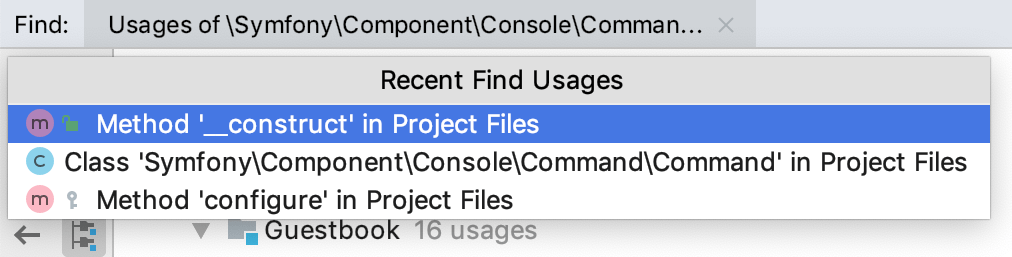 Find: Usages of \Symfony\Component\Console\Comman...
Recent Find Usages
m Method '__construct' in Project Files
C Class 'Symfony\Component\Console\Command\Command' in Project Files
m Method 'configure' in Project Files
Guestbook 16 usages